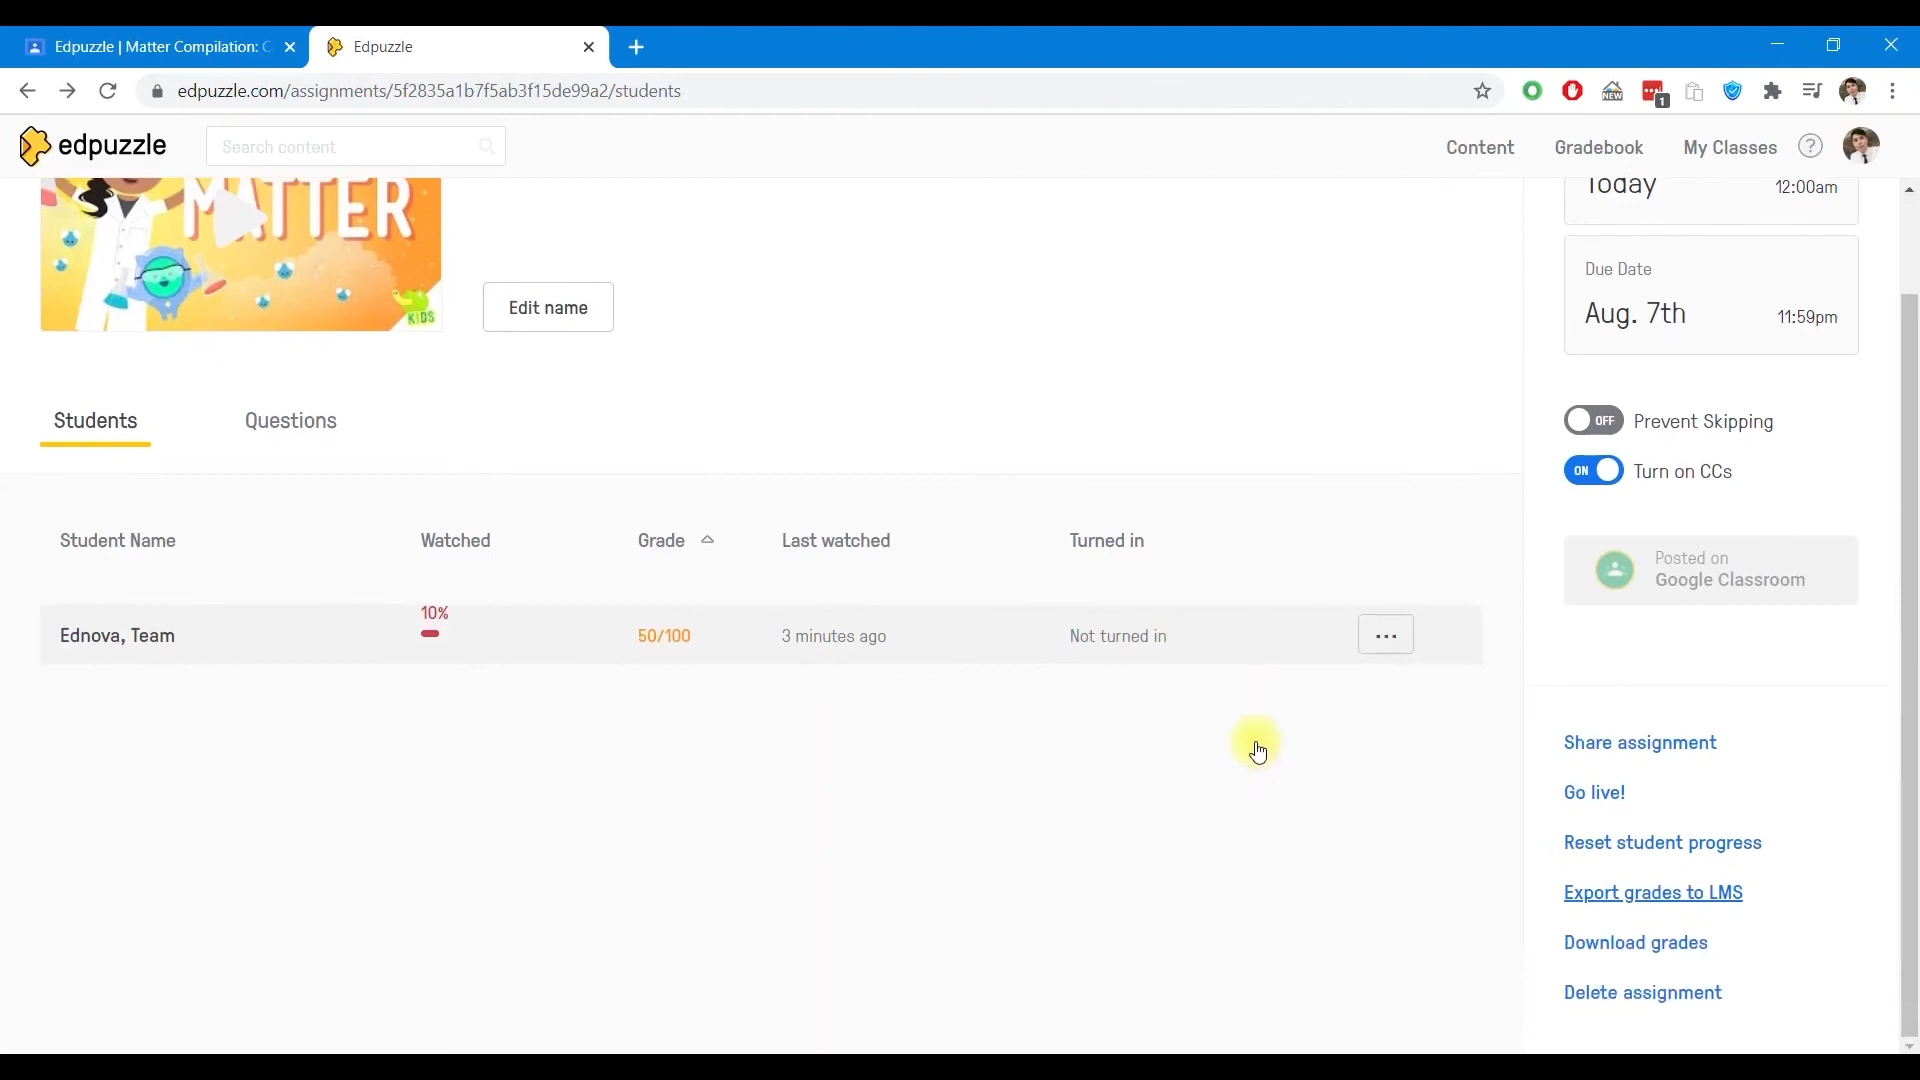 Edpuzzle | Matter Compilation: C
Edpuzzle
edpuzzle.com/assignments/5f2835a1b7f5ab3f15de99a2/students
NEW
1
edpuzzle
Search content
Content
Gradebook
My Classes
?
MATTER
KIDS
Edit name
Today
12:00am
Due Date
Aug. 7th
11:59pm
Students
Questions
OFF
Prevent Skipping
ON
Turn on CCs
Student Name
Watched
Grade
Last watched
Turned in
Posted on
Google Classroom
Ednova, Team
10%
50/100
3 minutes ago
Not turned in
...
Share assignment
Go live!
Reset student progress
Export grades to LMS
Download grades
Delete assignment